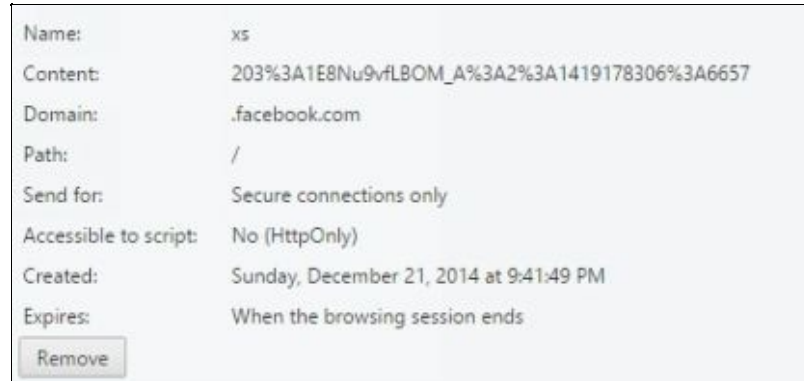 Name: xs
Content: 203%3A1E8Nu9vfLBOM_A%3A2%3A1419178306%3A6657
Domain: .facebook.com
Path: /
Send for: Secure connections only
Accessible to script: No (HttpOnly)
Created: Sunday, December 21, 2014 at 9:41:49 PM
Expires: When the browsing session ends
Remove